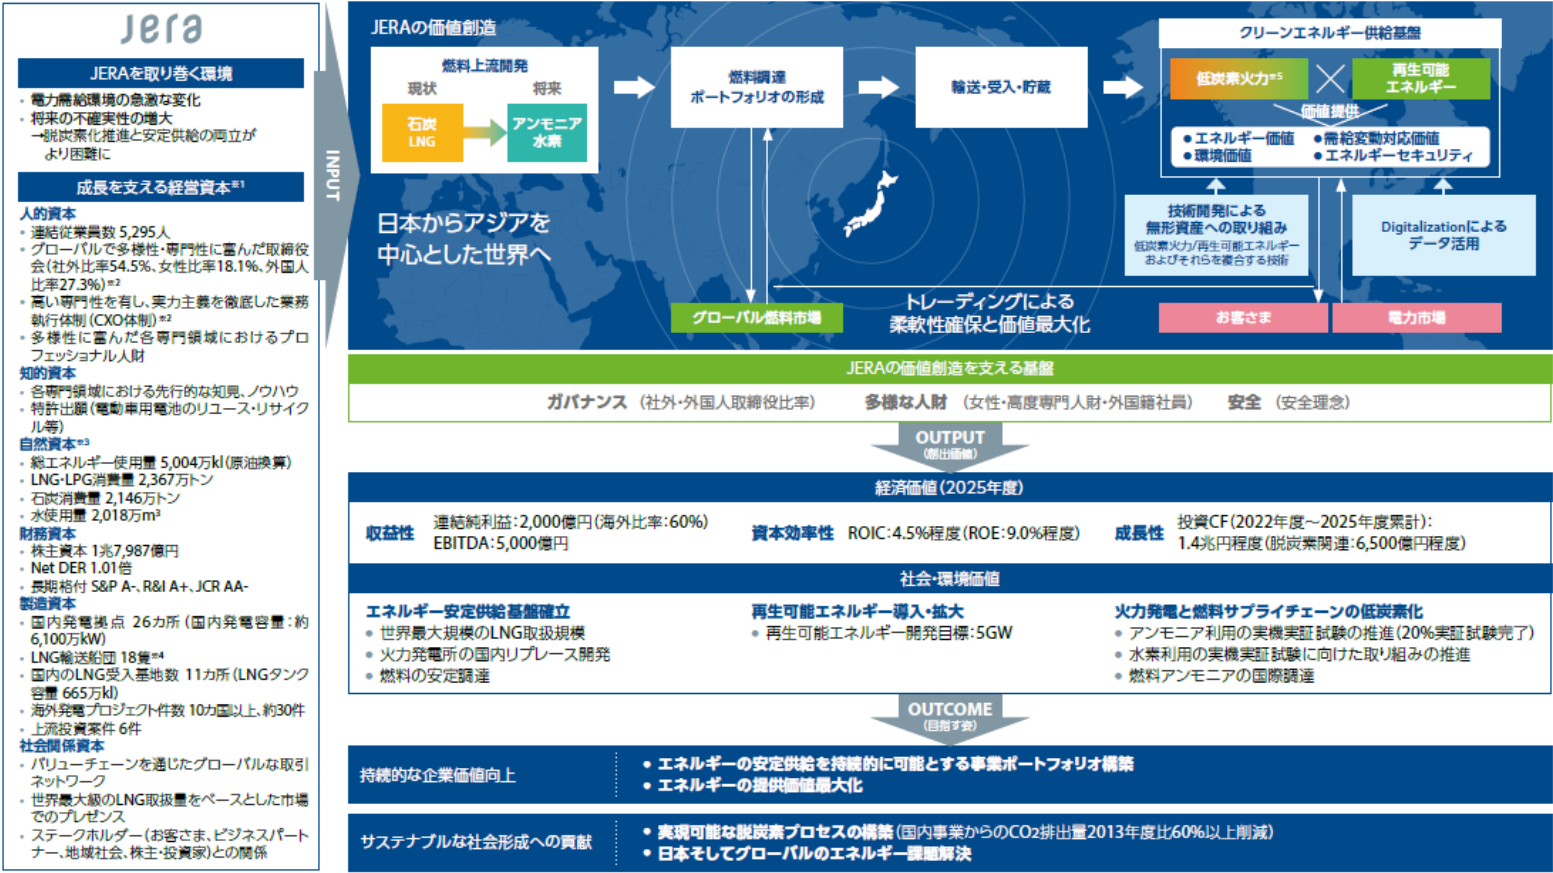 Jera
JERAを取り巻く環境
・電力需給環境の急激な変化
・将来の不確実性の増大
→脱炭素化推進と安定供給の両立が
より困難に
成長を支える経営資本※1
人的資本
・連結従業員数 5,295人
・グローバルで多様性・専門性に富んだ取締役
会(社外比率54.5%、女性比率18.1%、外国人
比率27.3%)※2
・高い専門性を有し、実力主義を徹底した業務
執行体制(CXO体制)※2
・多様性に富んだ各専門領域におけるプロ
フェッショナル人財
知的資本
・各専門領域における先行的な知見、ノウハウ
・特許出願(電動車用電池のリユース・リサイク
ル等)
自然資本※3
・総エネルギー使用量 5,004万kl(原油換算)
・LNG・LPG消費量 2,367万トン
・石炭消費量 2,146万トン
・水使用量 2,018万m³
財務資本
・株主資本 1兆7,987億円
・Net DER 1.01倍
・長期格付 S&P A-、R&I A+、JCR AA-
製造資本
・国内発電拠点 26カ所(国内発電容量:約
6,100万kW)
・LNG輸送船団 18隻※4
・国内のLNG受入基地数 11カ所(LNGタンク
容量 665万kl)
・海外発電プロジェクト件数 10カ国以上、約30件
・上流投資案件 6件
社会関係資本
・バリューチェーンを通じたグローバルな取引
ネットワーク
・世界最大級のLNG取扱量をベースとした市場
でのプレゼンス
・ステークホルダー(お客さま、ビジネスパート
ナー、地域社会、株主・投資家)との関係
INPUT
JERAの価値創造
燃料上流開発
現状 将来
石炭
LNG
アンモニア
水素
燃料調達
ポートフォリオの形成
輸送・受入・貯蔵
クリーンエネルギー供給基盤
低炭素火力※5
再生可能
エネルギー
価値提供
●エネルギー価値 ●需給変動対応価値
●環境価値 ●エネルギーセキュリティ
日本からアジアを
中心とした世界へ
技術開発による
無形資産への取り組み
低炭素火力/再生可能エネルギー
およびそれらを複合する技術
Digitalizationによる
データ活用
グローバル燃料市場
トレーディングによる
柔軟性確保と価値最大化
お客さま
電力市場
JERAの価値創造を支える基盤
ガバナンス (社外・外国人取締役比率) 多様な人財 (女性・高度専門人財・外国籍社員) 安全 (安全理念)
OUTPUT
(創出価値)
経済価値(2025年度)
収益性
連結純利益:2,000億円(海外比率:60%)
EBITDA:5,000億円
資本効率性 ROIC:4.5%程度(ROE:9.0%程度)
成長性
投資CF(2022年度〜2025年度累計):
1.4兆円程度(脱炭業関連:6,500億円程度)
社会・環境価値
エネルギー安定供給基盤確立
● 世界最大規模のLNG取扱規模
● 火力発電所の国内リプレース開発
● 燃料の安定調達
再生可能エネルギー導入・拡大
● 再生可能エネルギー開発目標:5GW
火力発電と燃料サプライチェーンの低炭素化
● アンモニア利用の実機実証試験の推進(20%実証試験完了)
● 水素利用の実機実証試験に向けた取り組みの推進
● 燃料アンモニアの国際調達
OUTCOME
(目指す姿)
持続的な企業価値向上
● エネルギーの安定供給を持続的に可能とする事業ポートフォリオ構築
● エネルギーの提供価値最大化
サステナブルな社会形成への貢献
● 実現可能な脱炭素プロセスの構築(国内事業からのCO2排出量2013年度比60%以上削減)
● 日本そしてグローバルのエネルギー課題解決